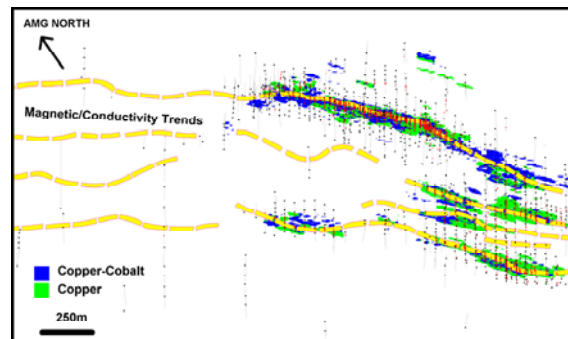 AMG NORTH
Magnetic/Conductivity Trends
Copper-Cobalt
Copper
250m